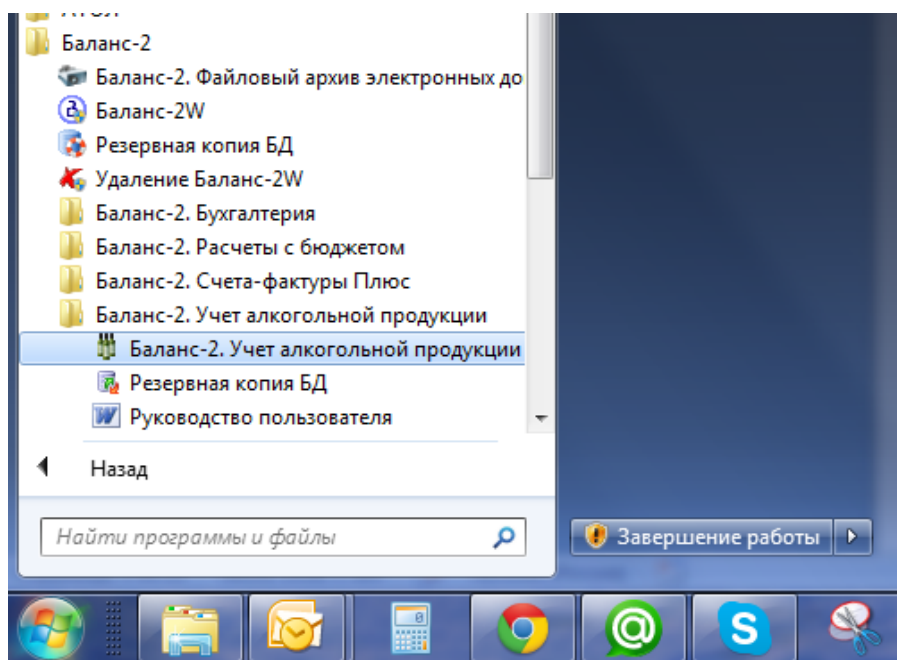 АТОЛ
Баланс-2
Баланс-2. Файловый архив электронных до
Баланс-2W
Резервная копия БД
Удаление Баланс-2W
Баланс-2. Бухгалтерия
Баланс-2. Расчеты с бюджетом
Баланс-2. Счета-фактуры Плюс
Баланс-2. Учет алкогольной продукции
Баланс-2. Учет алкогольной продукции
Резервная копия БД
Руководство пользователя
Назад
Найти программы и файлы
Завершение работы